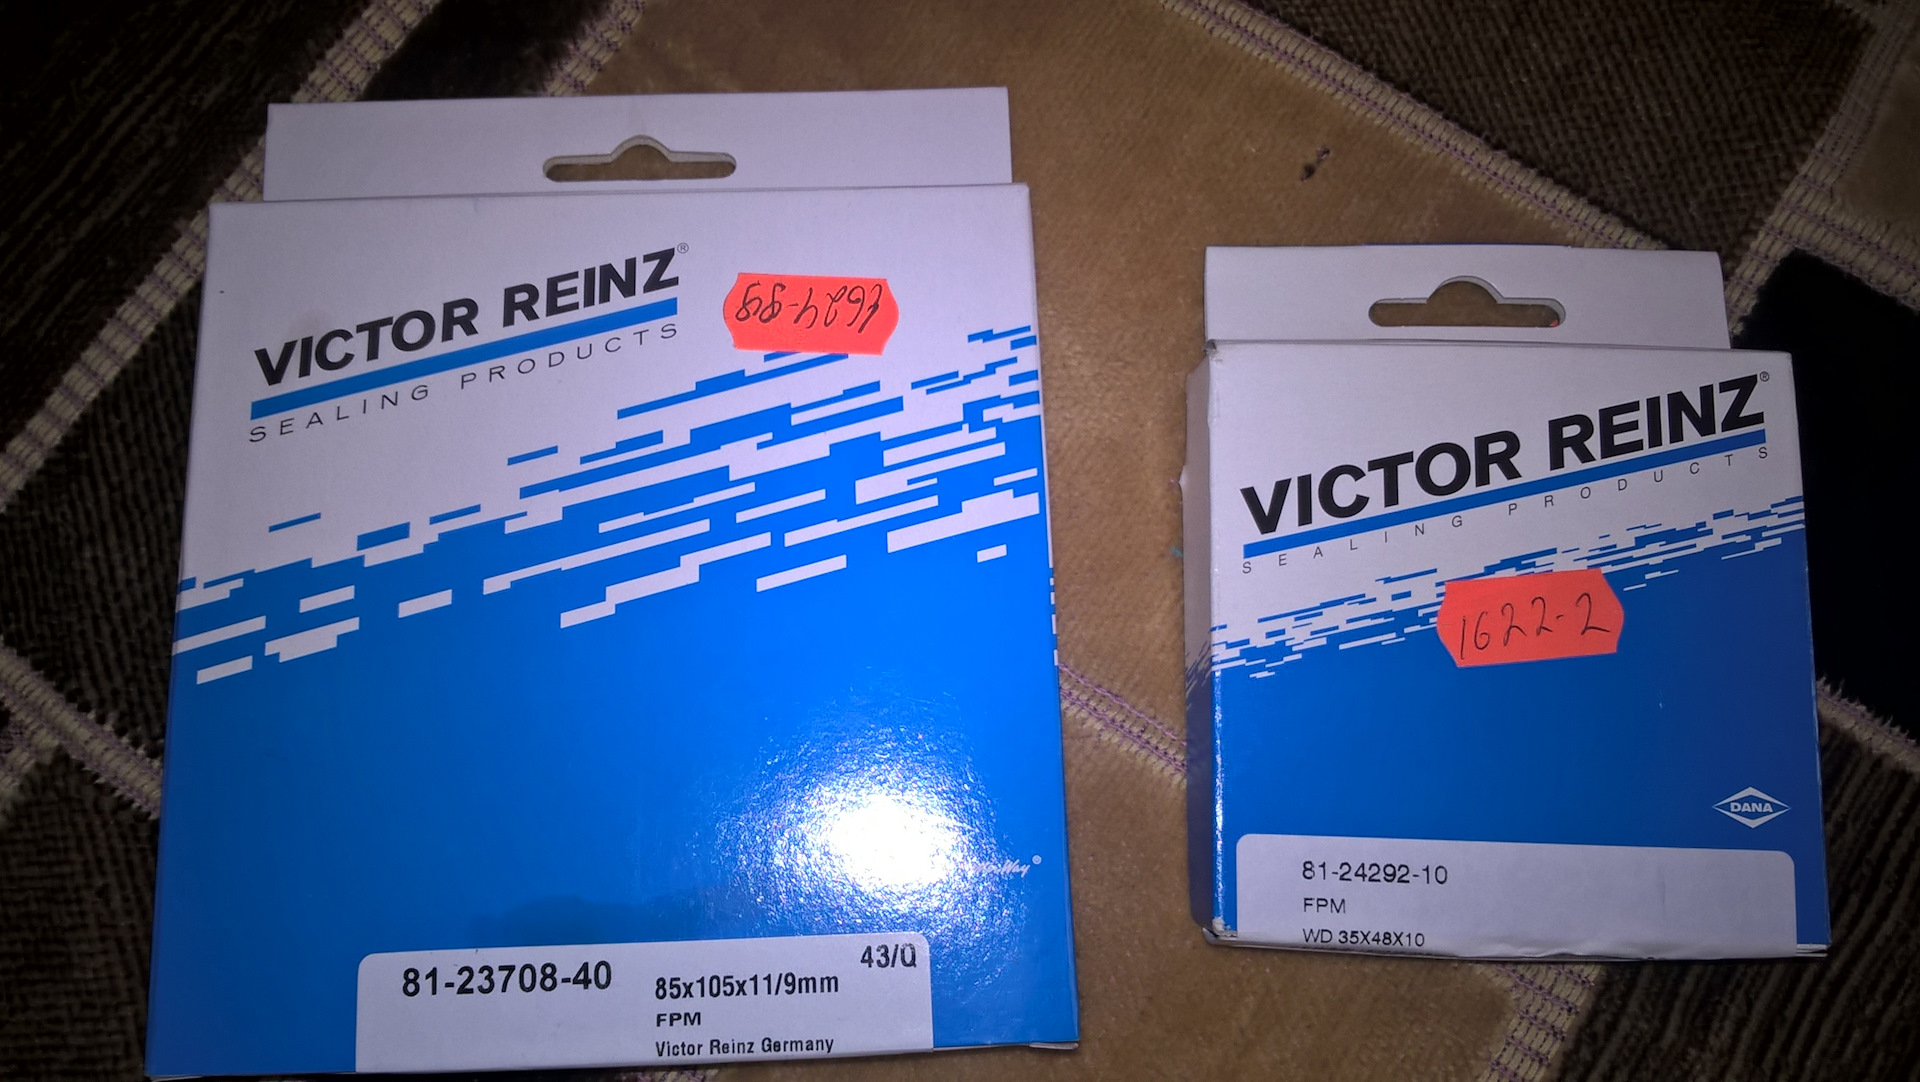 VICTOR REINZ®
SEALING PRODUCTS
81-23708-40
85x105x11/9mm
43/Q
FPM
Victor Reinz Germany
VICTOR REINZ®
SEALING PRODUCTS
1622-2
DANA
81-24292-10
FPM
WD 35X48X10